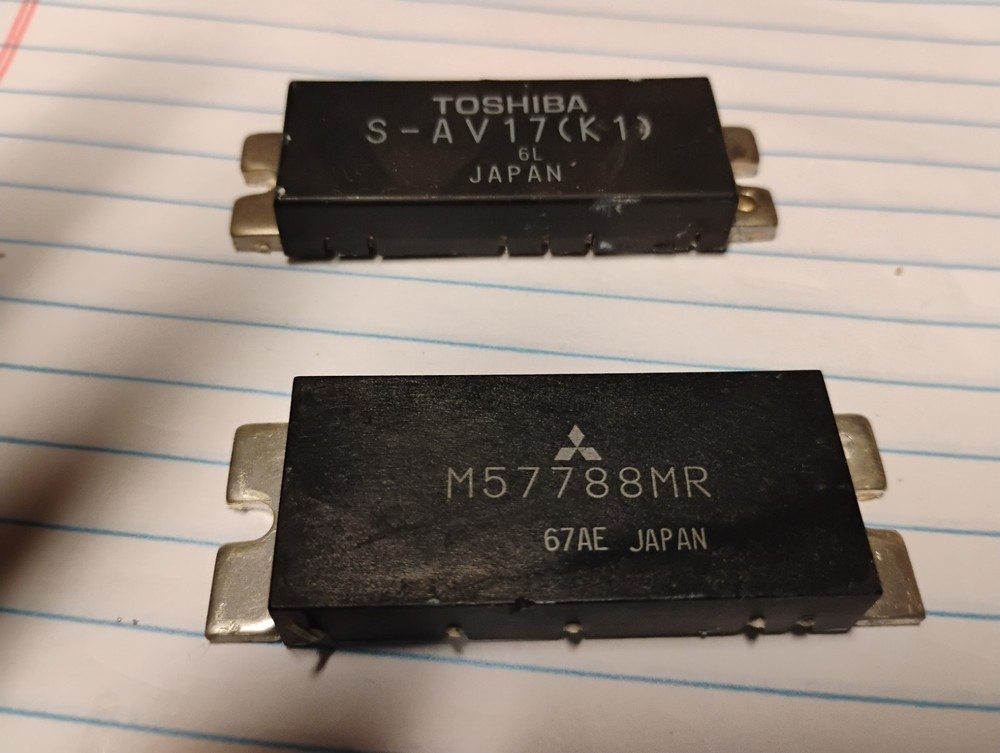 TOSHIBA
S-AV17(K1)
6L
JAPAN
M57788MR
67AE JAPAN